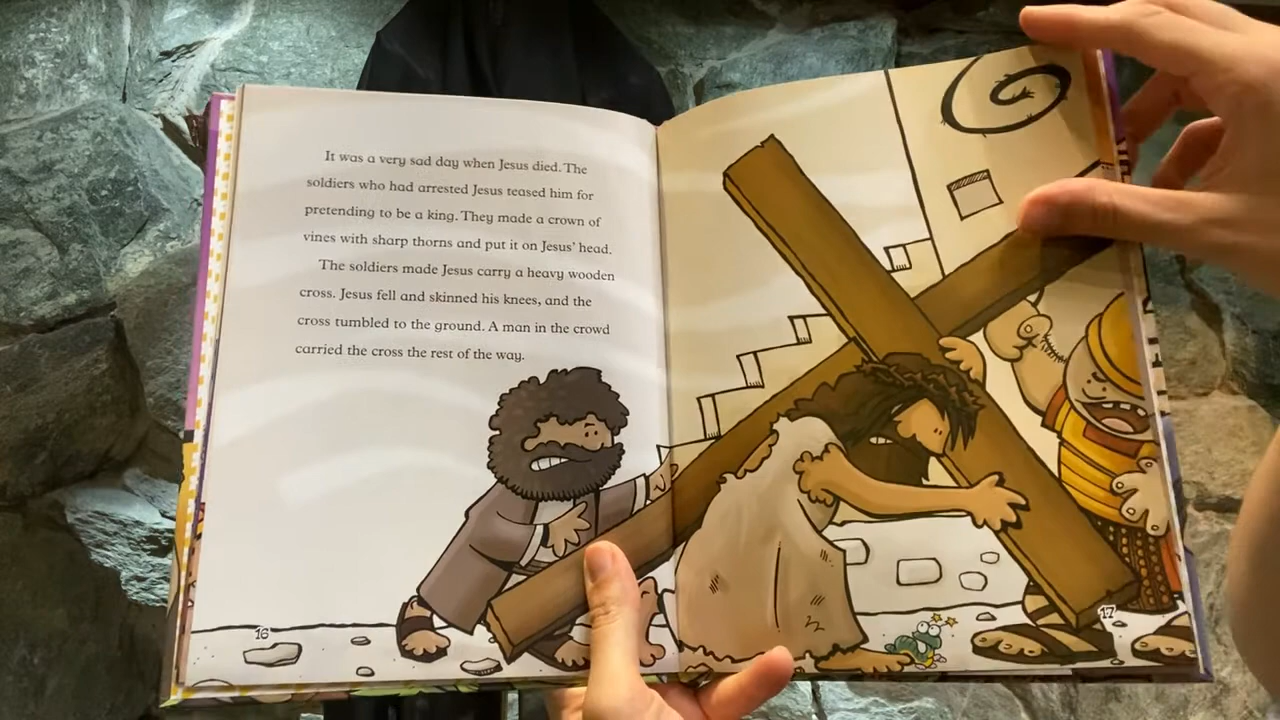 It was a very sad day when Jesus died. The
soldiers who had arrested Jesus teased him for
pretending to be a king. They made a crown of
vines with sharp thorns and put it on Jesus' head.
The soldiers made Jesus carry a heavy wooden
cross. Jesus fell and skinned his knees, and the
cross tumbled to the ground. A man in the crowd
carried the cross the rest of the way.
16
17